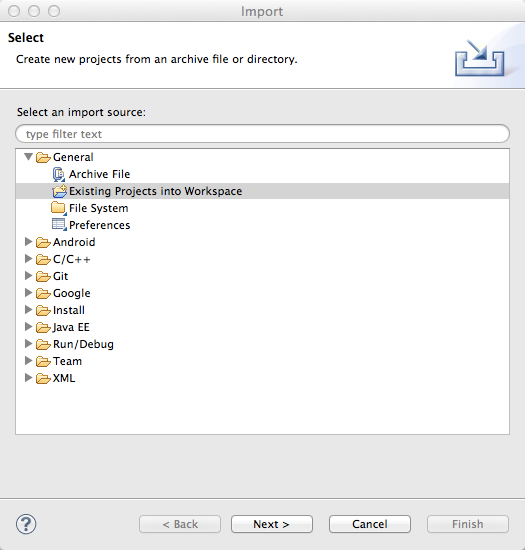 Import
Select
Create new projects from an archive file or directory.
Select an import source:
type filter text
General
Archive File
Existing Projects into Workspace
File System
Preferences
Android
C/C++
Git
Google
Install
Java EE
Run/Debug
Team
XML
? < Back Next > Cancel Finish